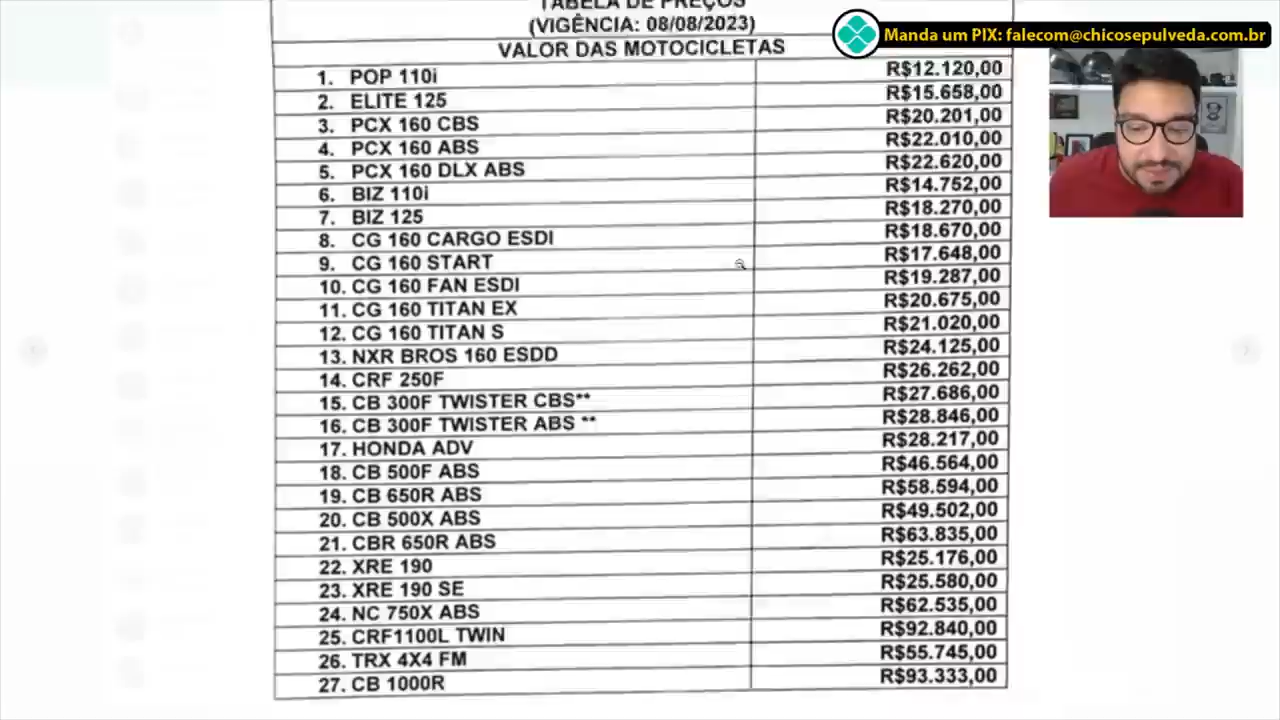 TABELA DE PREÇOS
(VIGÊNCIA: 08/08/2023)
VALOR DAS MOTOCICLETAS
1. POP 110i R$12.120,00
2. ELITE 125 R$15.658,00
3. PCX 160 CBS R$20.201,00
4. PCX 160 ABS R$22.010,00
5. PCX 160 DLX ABS R$22.620,00
6. BIZ 110i R$14.752,00
7. BIZ 125 R$18.270,00
8. CG 160 CARGO ESDI R$18.670,00
9. CG 160 START R$17.648,00
10. CG 160 FAN ESDI R$19.287,00
11. CG 160 TITAN EX R$20.675,00
12. CG 160 TITAN S R$21.020,00
13. NXR BROS 160 ESDD R$24.125,00
14. CRF 250F R$26.262,00
15. CB 300F TWISTER CBS** R$27.686,00
16. CB 300F TWISTER ABS ** R$28.846,00
17. HONDA ADV R$28.217,00
18. CB 500F ABS R$46.564,00
19. CB 650R ABS R$58.594,00
20. CB 500X ABS R$49.502,00
21. CBR 650R ABS R$63.835,00
22. XRE 190 R$25.176,00
23. XRE 190 SE R$25.580,00
24. NC 750X ABS R$62.535,00
25. CRF1100L TWIN R$92.840,00
26. TRX 4X4 FM R$55.745,00
27. CB 1000R R$93.333,00
Manda um PIX: falecom@chicosepulveda.com.br